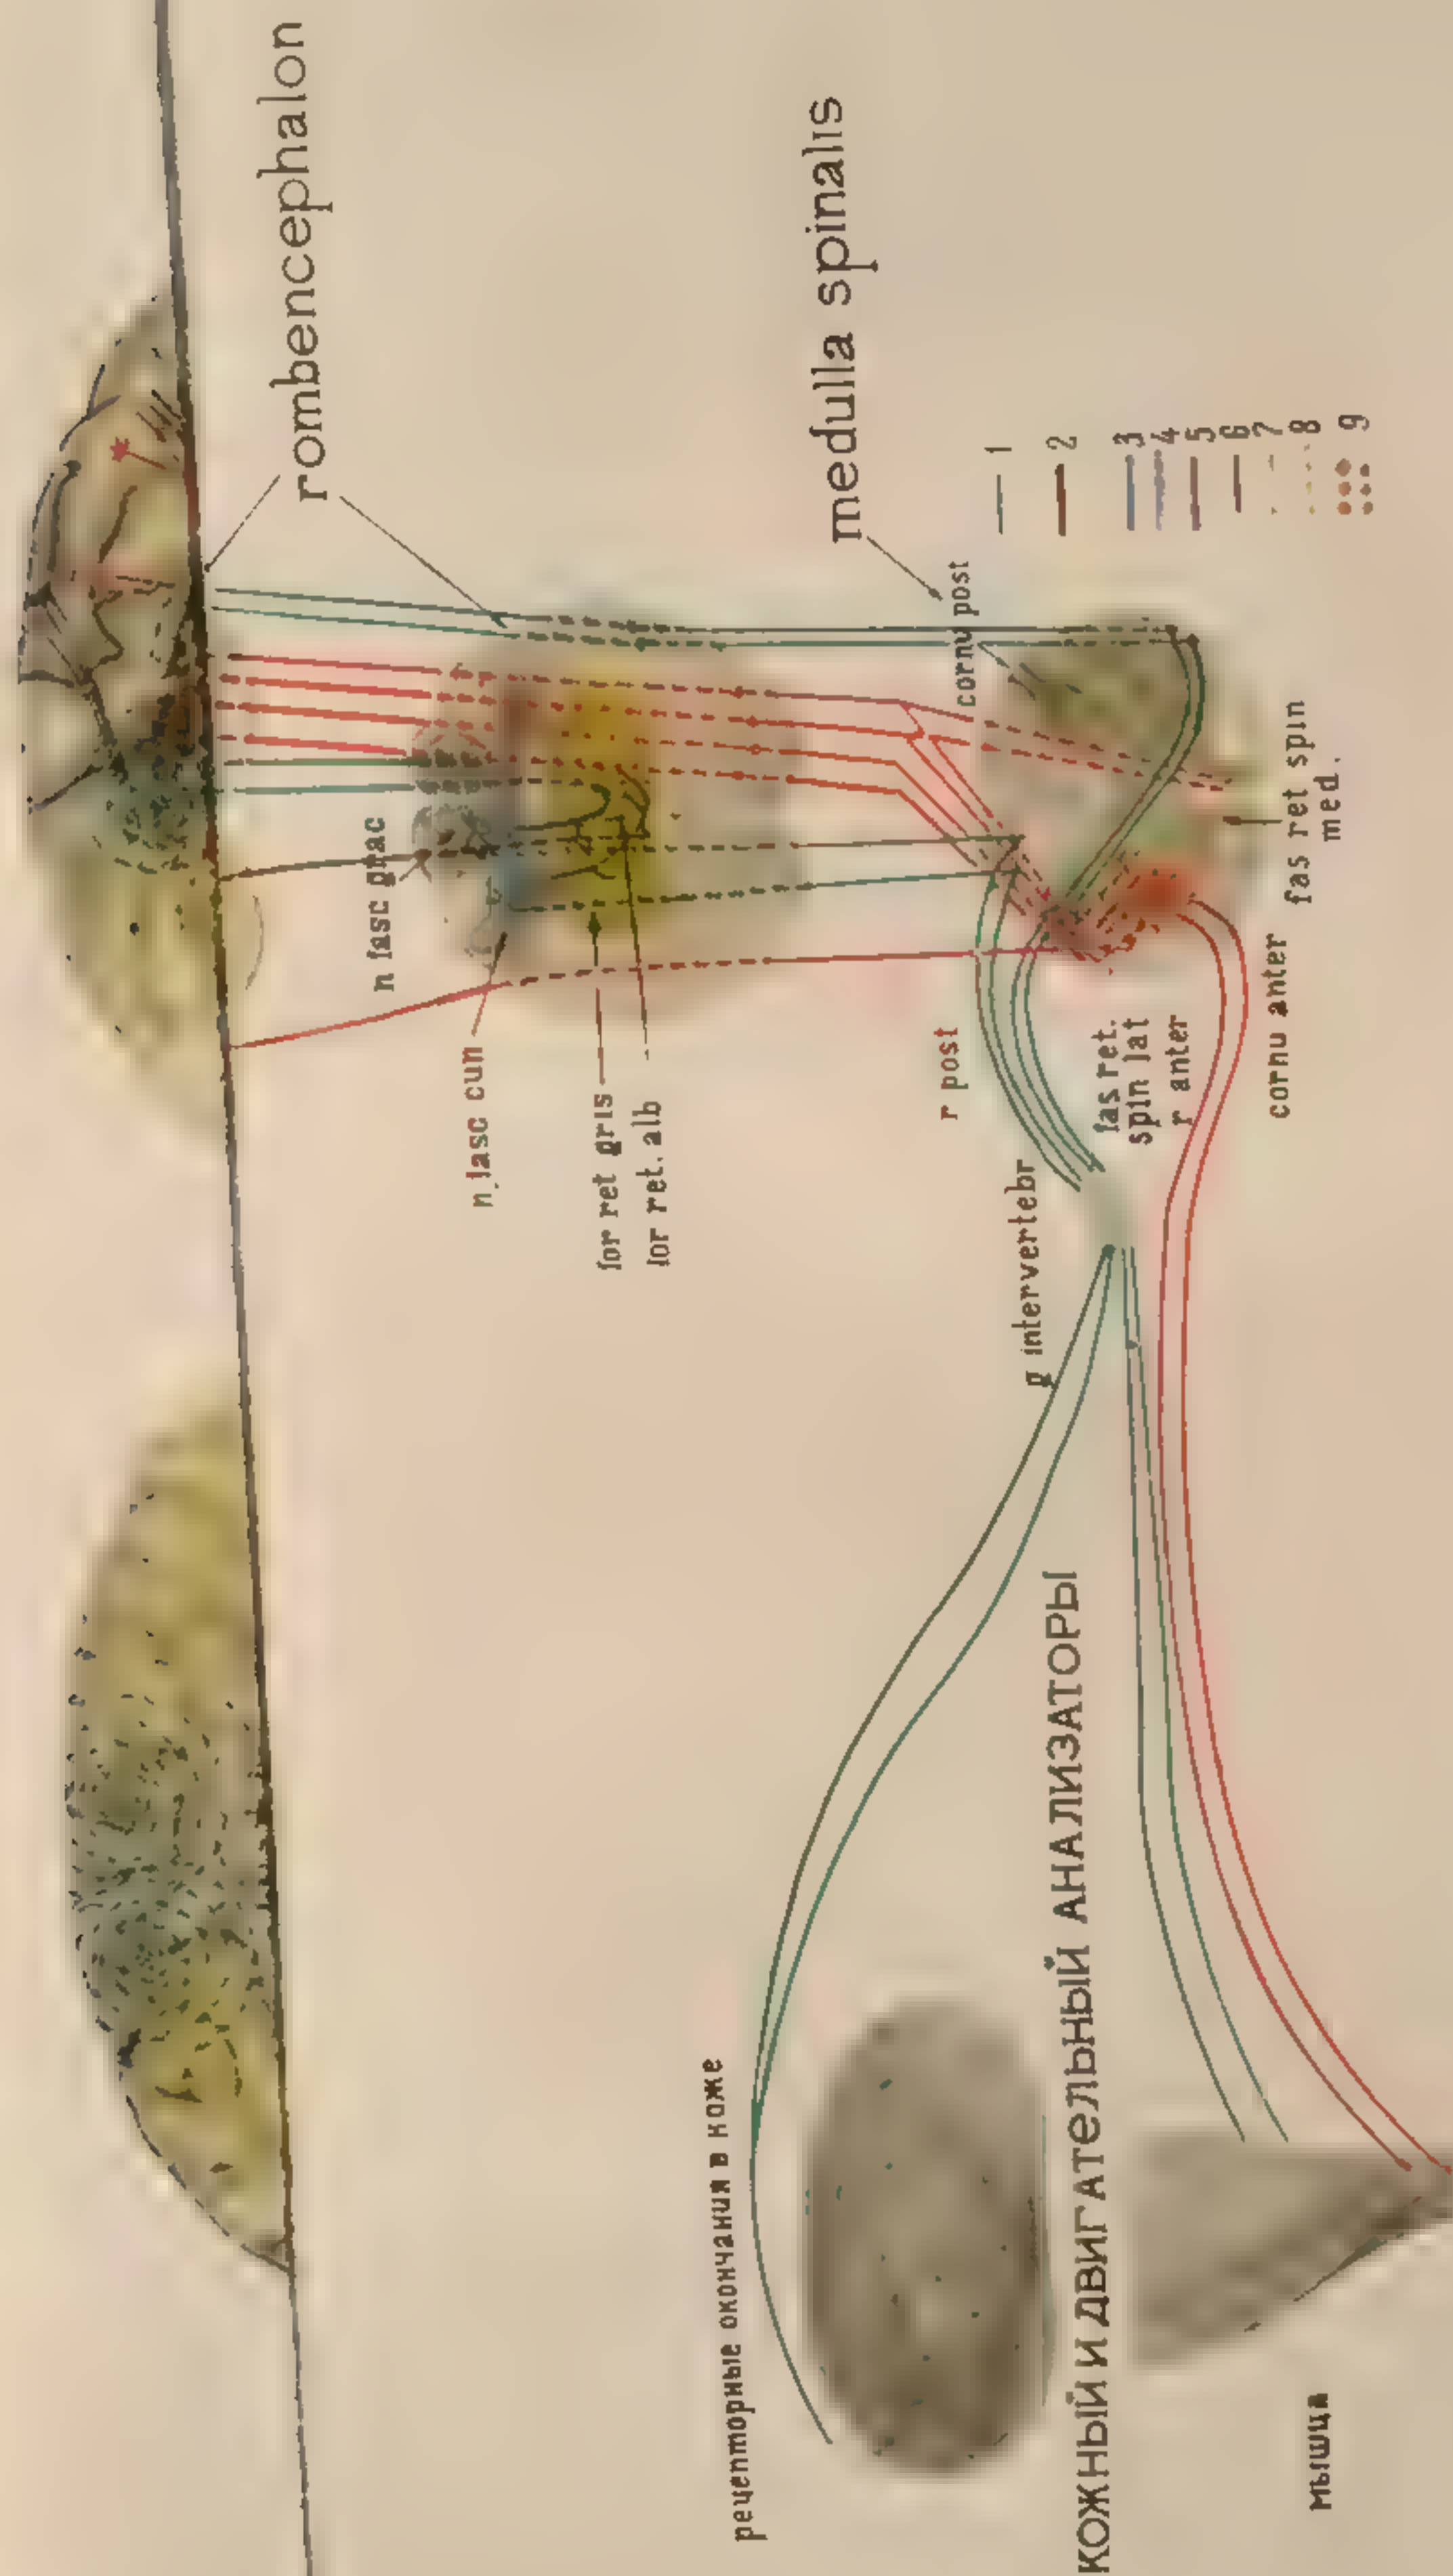 rombencephalon
medulla spinalis
n fasc grac
n. fasc cun
for ret gris
for ret. alb
cornu post
r post
g intervertebr
fas ret.
spin lat
r anter
cornu anter
fas ret spin
med.
1
2
3
4
5
6
7
8
9
рецепторные окончания в коже
КОЖНЫЙ И ДВИГАТЕЛЬНЫЙ АНАЛИЗАТОРЫ
мышца